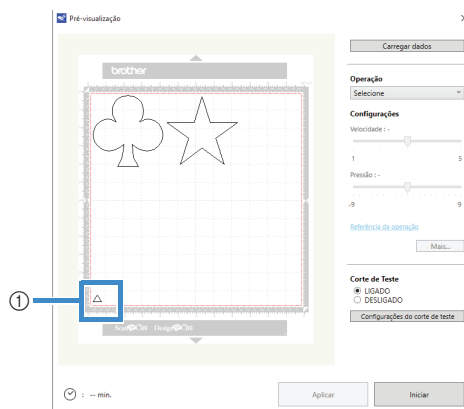 Pré-visualização
Carregar dados
brother
Operação
Selecione
Configurações
Velocidade : -
1 5
Pressão : -
-9 9
Referência da operação
Mais...
Corte de Teste
LIGADO
DESLIGADO
Configurações do corte de teste
①
ScanNCut DesignNCut
: -- min.
Aplicar
Iniciar